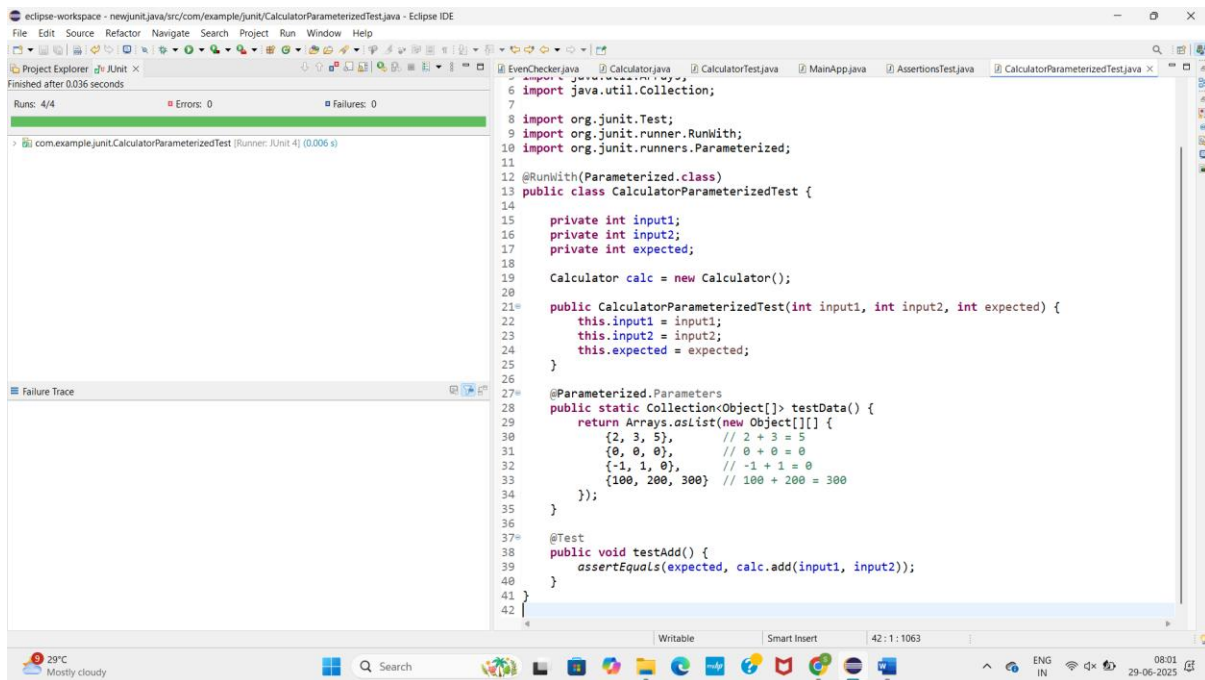 eclipse-workspace - newjunit.java/src/com/example/junit/CalculatorParameterizedTest.java - Eclipse IDE
File Edit Source Refactor Navigate Search Project Run Window Help
Project Explorer JUnit
Finished after 0.036 seconds
Runs: 4/4 Errors: 0 Failures: 0
com.example.junit.CalculatorParameterizedTest [Runner: JUnit 4] (0.006 s)
Failure Trace
EvenChecker.java Calculator.java CalculatorTest.java MainApp.java AssertionsTest.java CalculatorParameterizedTest.java
5 import java.util.Arrays;
6 import java.util.Collection;
7
8 import org.junit.Test;
9 import org.junit.runner.RunWith;
10 import org.junit.runners.Parameterized;
11
12 @RunWith(Parameterized.class)
13 public class CalculatorParameterizedTest {
14
15     private int input1;
16     private int input2;
17     private int expected;
18
19     Calculator calc = new Calculator();
20
21     public CalculatorParameterizedTest(int input1, int input2, int expected) {
22         this.input1 = input1;
23         this.input2 = input2;
24         this.expected = expected;
25     }
26
27     @Parameterized.Parameters
28     public static Collection<Object[]> testData() {
29         return Arrays.asList(new Object[][] {
30             {2, 3, 5},       // 2 + 3 = 5
31             {0, 0, 0},       // 0 + 0 = 0
32             {-1, 1, 0},      // -1 + 1 = 0
33             {100, 200, 300}  // 100 + 200 = 300
34         });
35     }
36
37     @Test
38     public void testAdd() {
39         assertEquals(expected, calc.add(input1, input2));
40     }
41 }
42
Writable Smart Insert 42 : 1 : 1063
9
29°C
Mostly cloudy
Search
ENG
IN
08:01
29-06-2025